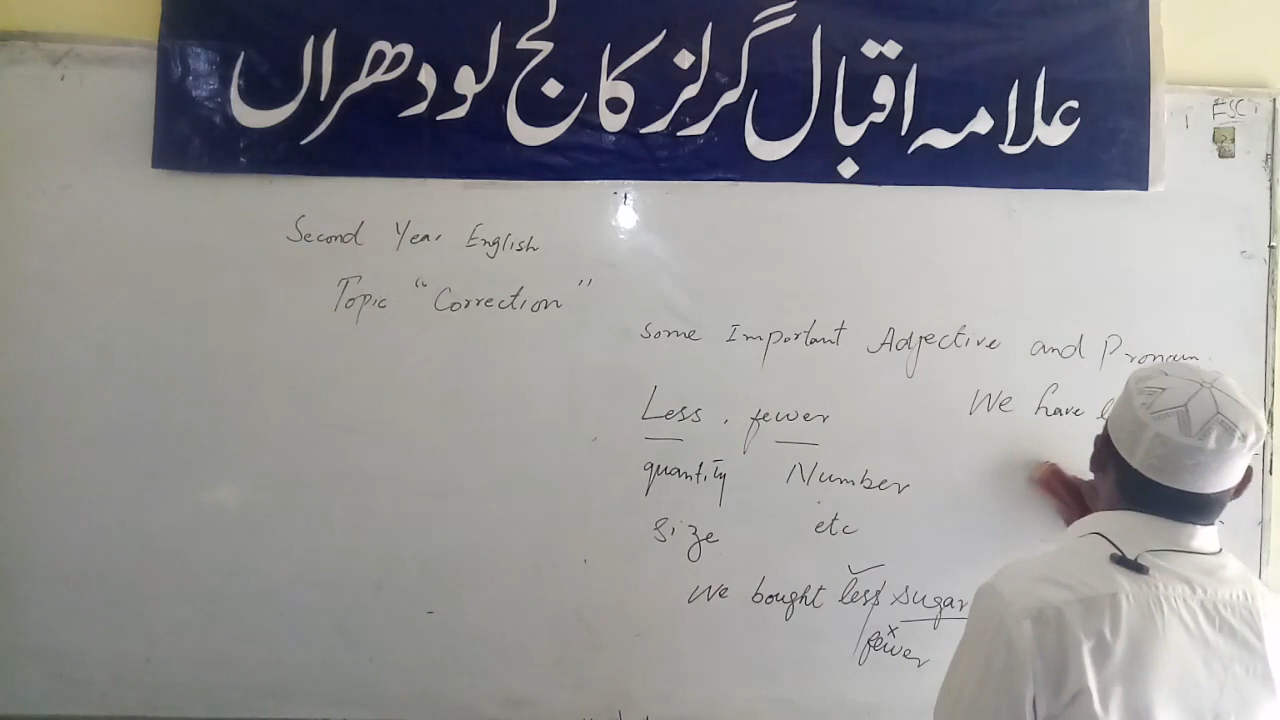 علامہ اقبال گرلز کالج لودھراں
FSC
Second Year English
Topic "Correction"
Some Important Adjective and Pronoun
Less, fewer
We have
quantity Number
size etc
We bought less sugar
fewer